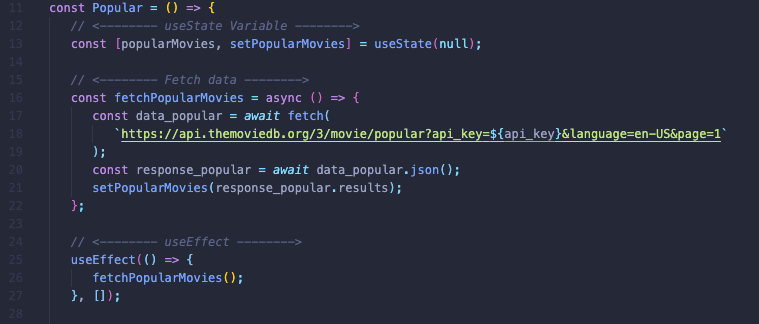 11 const Popular = () => {
12 // <-------- useState Variable -------->
13 const [popularMovies, setPopularMovies] = useState(null);
14
15 // <-------- Fetch data -------->
16 const fetchPopularMovies = async () => {
17 const data_popular = await fetch(
18 `https://api.themoviedb.org/3/movie/popular?api_key=${api_key}&language=en-US&page=1`
19 );
20 const response_popular = await data_popular.json();
21 setPopularMovies(response_popular.results);
22 };
23
24 // <-------- useEffect -------->
25 useEffect(() => {
26 fetchPopularMovies();
27 }, []);
28